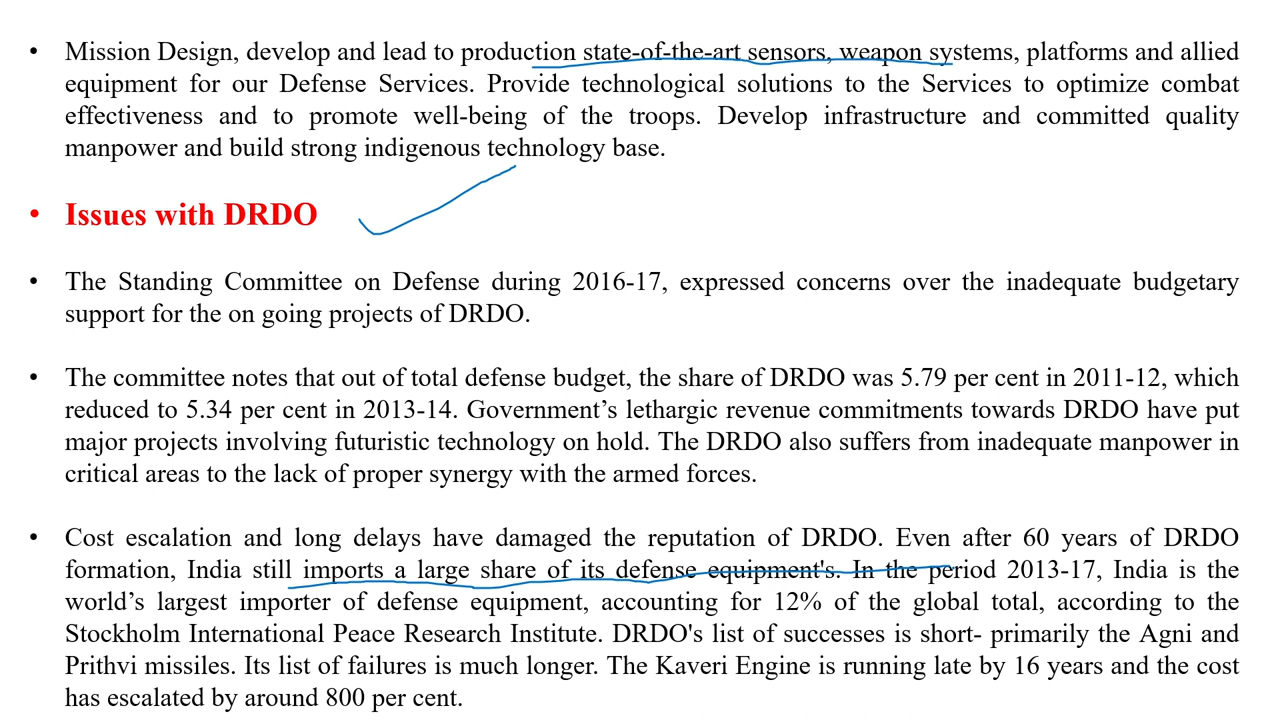 • Mission Design, develop and lead to production state-of-the-art sensors, weapon systems, platforms and allied
equipment for our Defense Services. Provide technological solutions to the Services to optimize combat
effectiveness and to promote well-being of the troops. Develop infrastructure and committed quality
manpower and build strong indigenous technology base.
• Issues with DRDO
• The Standing Committee on Defense during 2016-17, expressed concerns over the inadequate budgetary
support for the on going projects of DRDO.
• The committee notes that out of total defense budget, the share of DRDO was 5.79 per cent in 2011-12, which
reduced to 5.34 per cent in 2013-14. Government’s lethargic revenue commitments towards DRDO have put
major projects involving futuristic technology on hold. The DRDO also suffers from inadequate manpower in
critical areas to the lack of proper synergy with the armed forces.
• Cost escalation and long delays have damaged the reputation of DRDO. Even after 60 years of DRDO
formation, India still imports a large share of its defense equipment's. In the period 2013-17, India is the
world’s largest importer of defense equipment, accounting for 12% of the global total, according to the
Stockholm International Peace Research Institute. DRDO's list of successes is short- primarily the Agni and
Prithvi missiles. Its list of failures is much longer. The Kaveri Engine is running late by 16 years and the cost
has escalated by around 800 per cent.